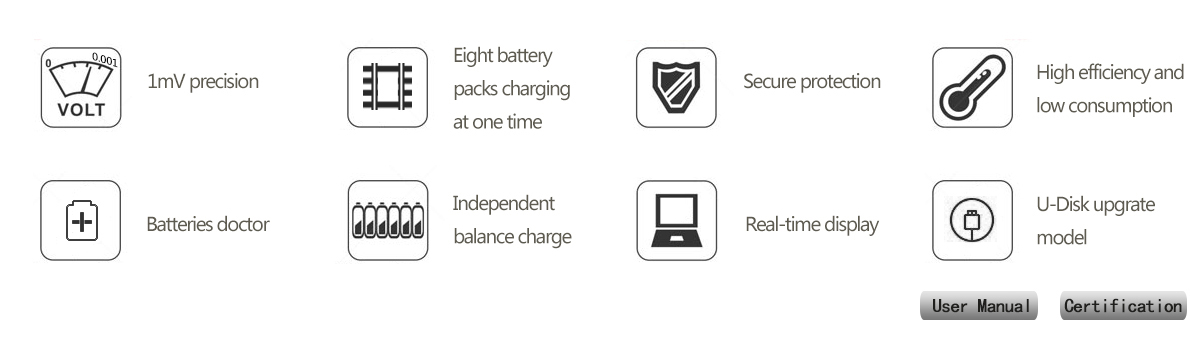 0 0.001
VOLT
1mV precision
Eight battery
packs charging
at one time
Secure protection
High efficiency and
low consumption
Batteries doctor
Independent
balance charge
Real-time display
U-Disk upgrate
model
User Manual
Certification